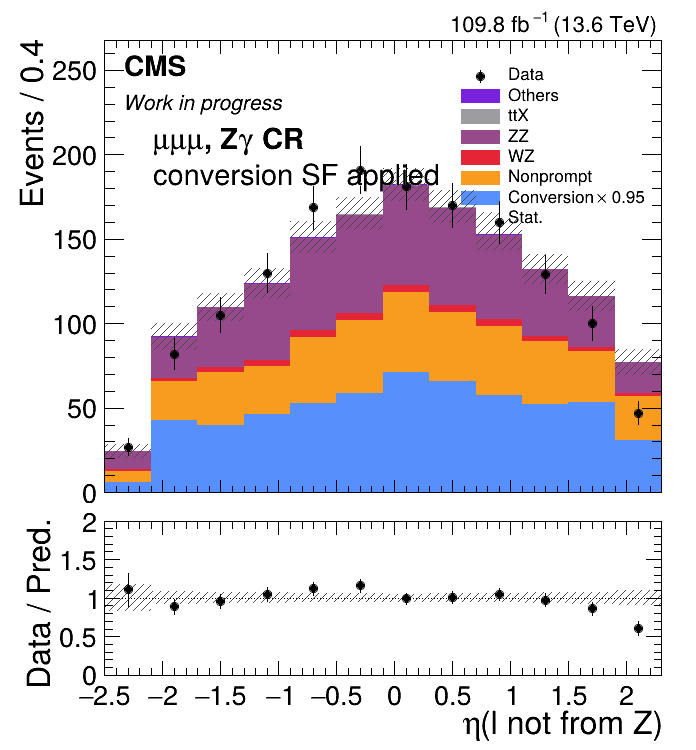 109.8 fb⁻¹ (13.6 TeV)
CMS
Work in progress
μμμ, Zγ CR
conversion SF applied
Data
Others
ttX
ZZ
WZ
Nonprompt
Conversion × 0.95
Stat.
Events / 0.4
250
200
150
100
50
0
Data / Pred.
2
1.5
1
0.5
0
−2.5 −2 −1.5 −1 −0.5 0 0.5 1 1.5 2
η(l not from Z)